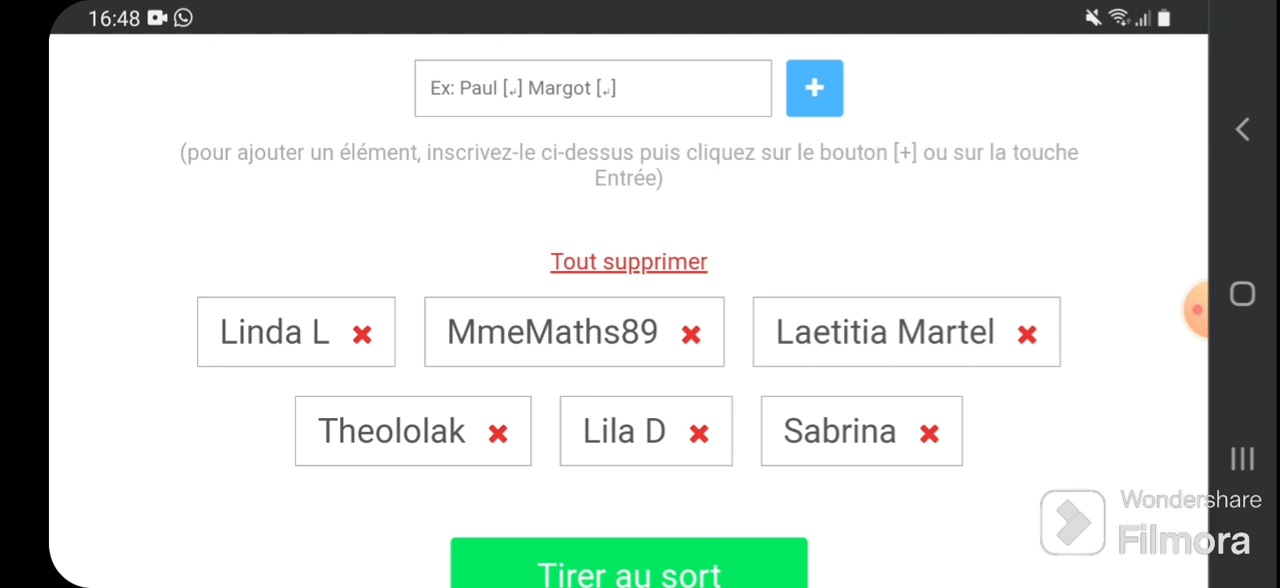 16:48
Ex: Paul [↲] Margot [↲]
+
(pour ajouter un élément, inscrivez-le ci-dessus puis cliquez sur le bouton [+] ou sur la touche
Entrée)
Tout supprimer
Linda L MmeMaths89 Laetitia Martel
Theololak Lila D Sabrina
Tirer au sort
Wondershare
Filmora